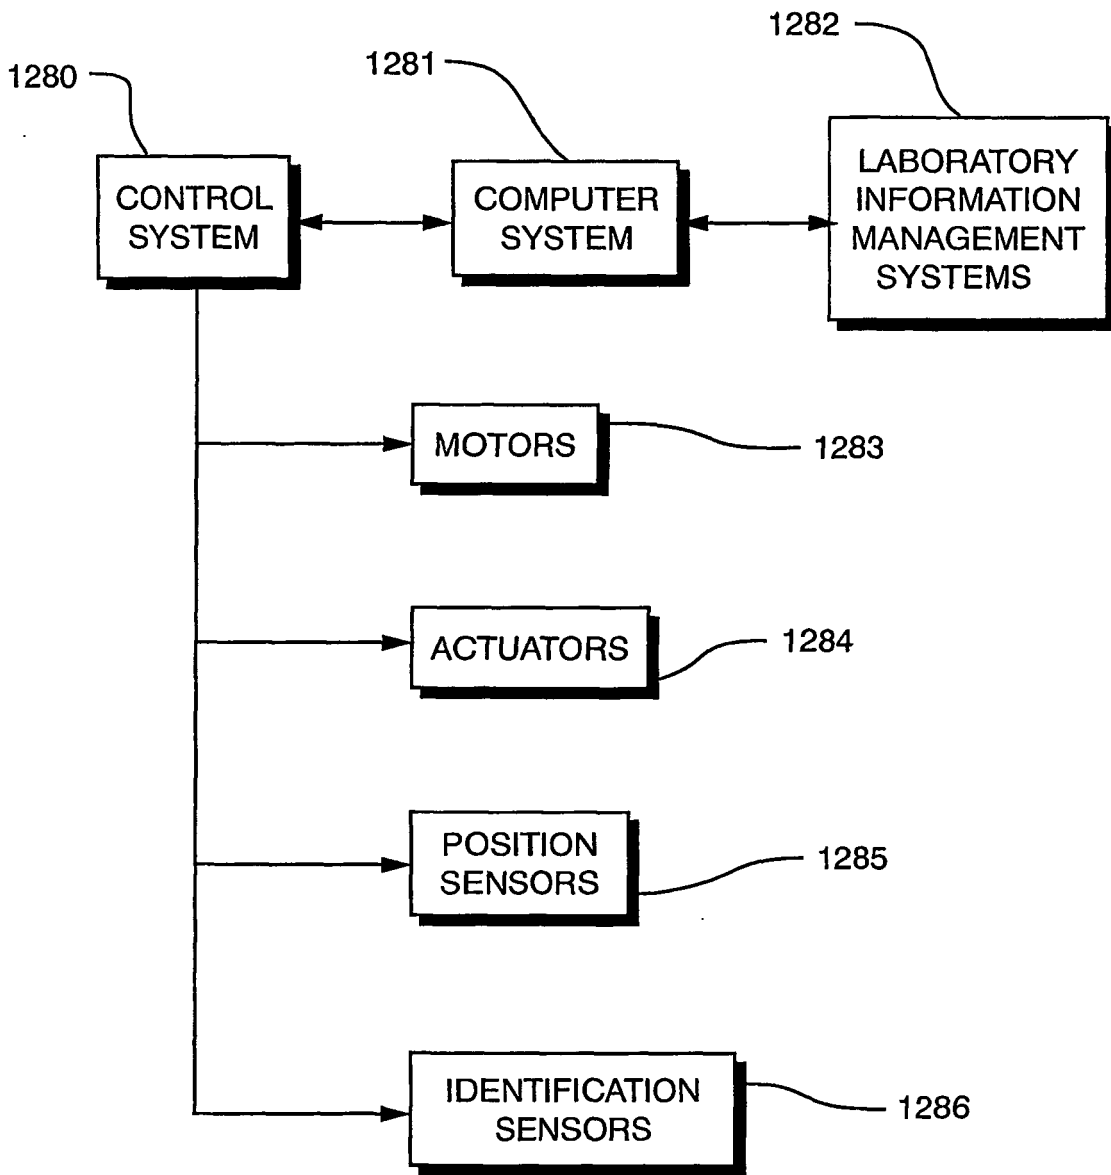 1282
1281
1280
CONTROL
SYSTEM
COMPUTER
SYSTEM
LABORATORY
INFORMATION
MANAGEMENT
SYSTEMS
MOTORS
1283
ACTUATORS
1284
POSITION
SENSORS
1285
IDENTIFICATION
SENSORS
1286